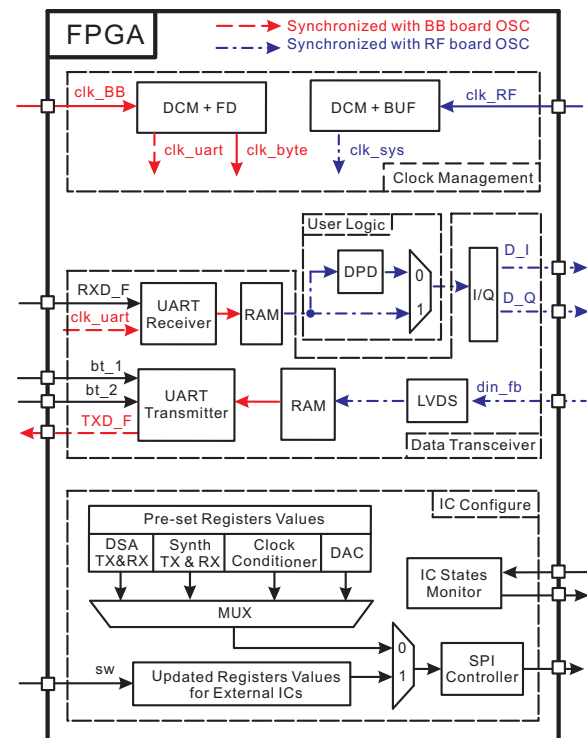 FPGA
Synchronized with BB board OSC
Synchronized with RF board OSC
clk_BB
DCM + FD
DCM + BUF
clk_RF
clk_uart
clk_byte
clk_sys
Clock Management
User Logic
DPD
0
1
I/Q
D_I
D_Q
RXD_F
clk_uart
UART
Receiver
RAM
bt_1
bt_2
TXD_F
UART
Transmitter
RAM
LVDS
din_fb
Data Transceiver
IC Configure
Pre-set Registers Values
DSA
TX&RX
Synth
TX & RX
Clock
Conditioner
DAC
MUX
IC States
Monitor
0
1
SPI
Controller
sw
Updated Registers Values
for External ICs